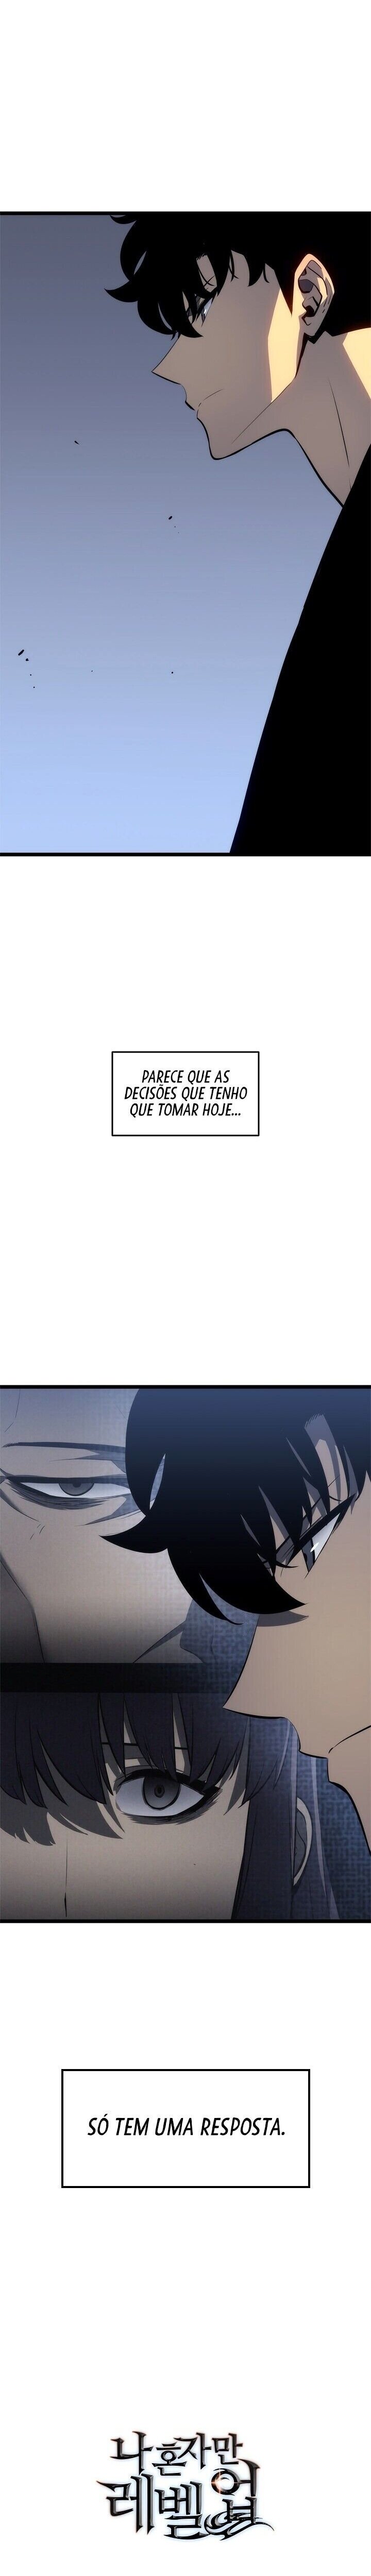 PARECE QUE AS
DECISÕES QUE TENHO
QUE TOMAR HOJE...
SÓ TEM UMA RESPOSTA.
나 혼자만
레벨업